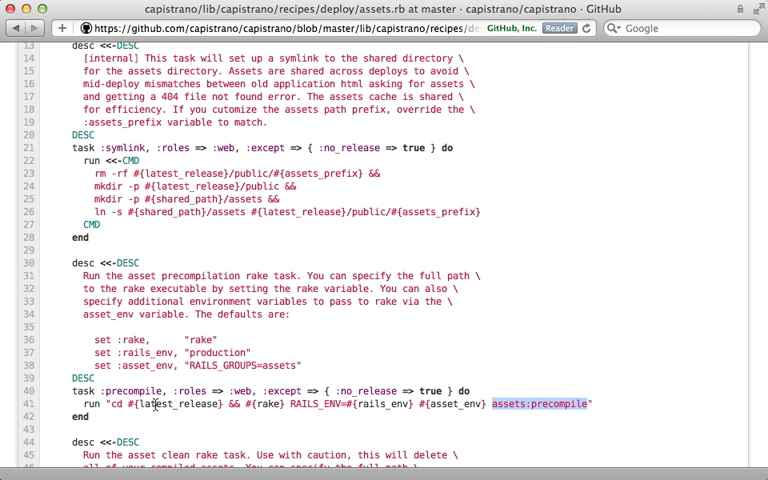 capistrano/lib/capistrano/recipes/deploy/assets.rb at master · capistrano/capistrano · GitHub
https://github.com/capistrano/capistrano/blob/master/lib/capistrano/recipes/de GitHub, Inc. Reader Google
13 desc <<-DESC
14 [internal] This task will set up a symlink to the shared directory \
15 for the assets directory. Assets are shared across deploys to avoid \
16 mid-deploy mismatches between old application html asking for assets \
17 and getting a 404 file not found error. The assets cache is shared \
18 for efficiency. If you cutomize the assets path prefix, override the \
19 :assets_prefix variable to match.
20 DESC
21 task :symlink, :roles => :web, :except => { :no_release => true } do
22 run <<-CMD
23 rm -rf #{latest_release}/public/#{assets_prefix} &&
24 mkdir -p #{latest_release}/public &&
25 mkdir -p #{shared_path}/assets &&
26 ln -s #{shared_path}/assets #{latest_release}/public/#{assets_prefix}
27 CMD
28 end
29
30 desc <<-DESC
31 Run the asset precompilation rake task. You can specify the full path \
32 to the rake executable by setting the rake variable. You can also \
33 specify additional environment variables to pass to rake via the \
34 asset_env variable. The defaults are:
35
36 set :rake, "rake"
37 set :rails_env, "production"
38 set :asset_env, "RAILS_GROUPS=assets"
39 DESC
40 task :precompile, :roles => :web, :except => { :no_release => true } do
41 run "cd #{latest_release} && #{rake} RAILS_ENV=#{rails_env} #{asset_env} assets:precompile"
42 end
43
44 desc <<-DESC
45 Run the asset clean rake task. Use with caution, this will delete \
46 all of your compiled assets. You can specify the full path \